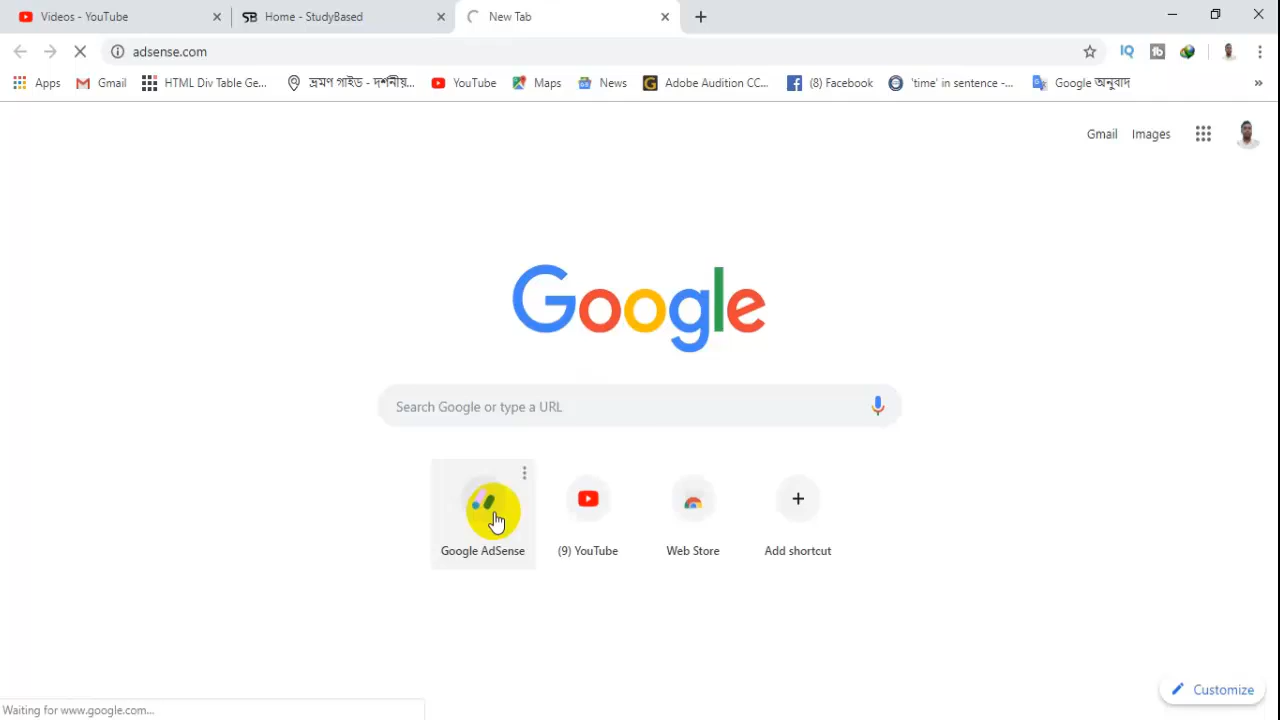 Videos - YouTube
SB Home - StudyBased
New Tab
adsense.com
Apps Gmail HTML Div Table Ge... ভ্রমণ গাইড - দর্শনীয়... YouTube Maps News Adobe Audition CC... (8) Facebook 'time' in sentence -... Google অনুবাদ »
Gmail Images
Google
Search Google or type a URL
Google AdSense (9) YouTube Web Store Add shortcut
Customize
Waiting for www.google.com...